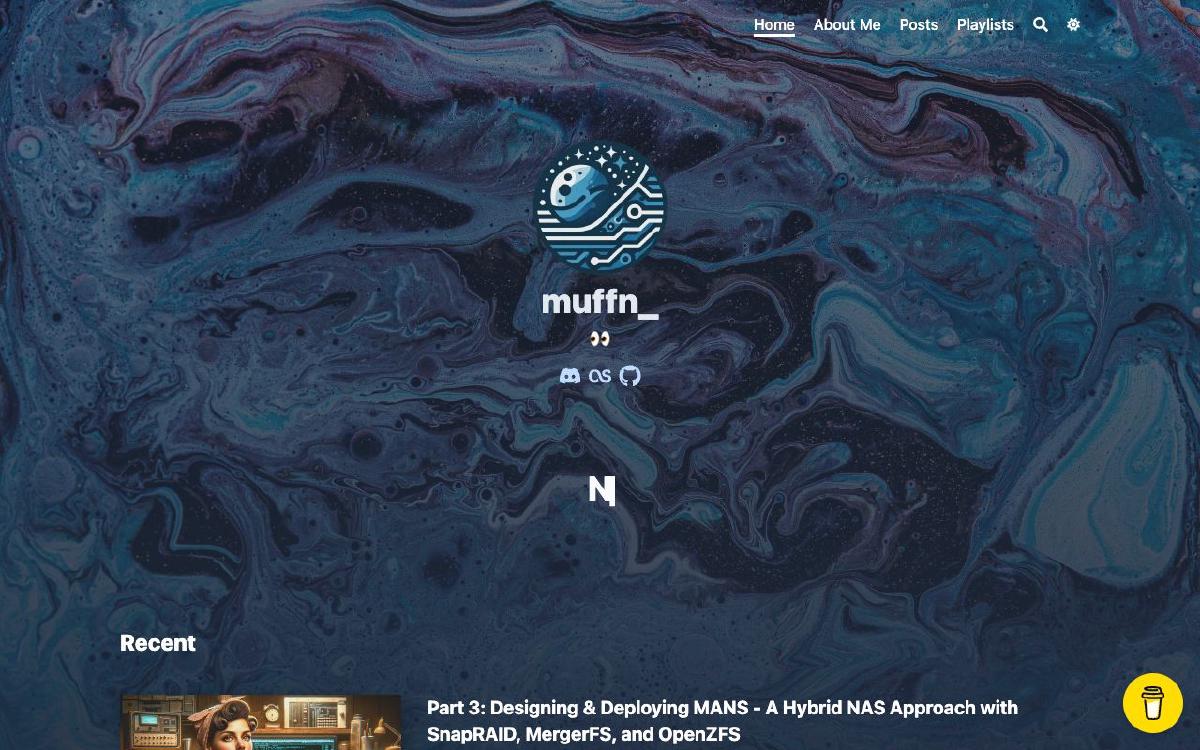 Home About Me Posts Playlists
muffn_
N
Recent
Part 3: Designing & Deploying MANS - A Hybrid NAS Approach with
SnapRAID, MergerFS, and OpenZFS